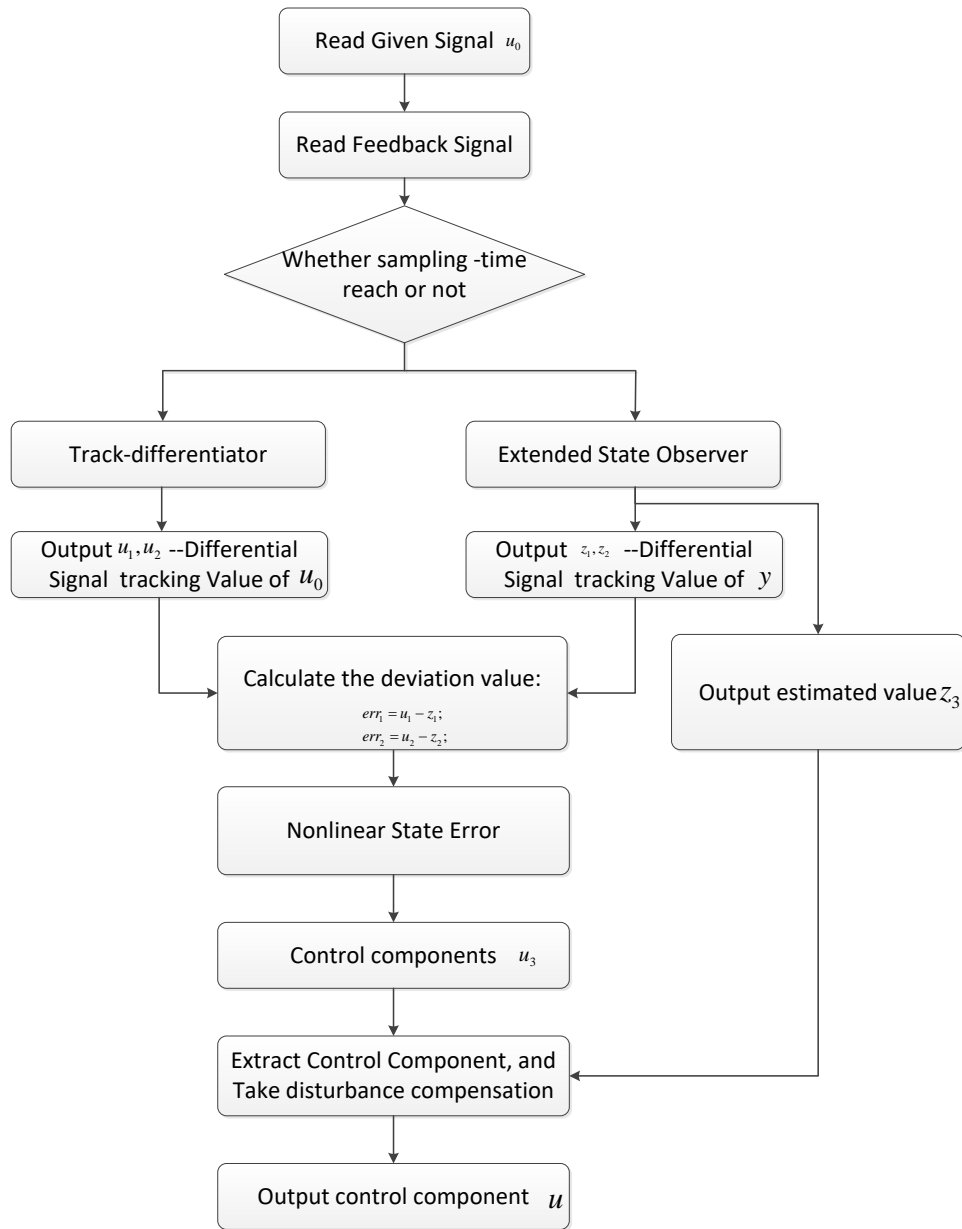 Read Given Signal u₀
Read Feedback Signal
Whether sampling -time
reach or not
Track-differentiator
Extended State Observer
Output u₁,u₂ --Differential
Signal tracking Value of u₀
Output z₁,z₂ --Differential
Signal tracking Value of y
Calculate the deviation value:
err₁ = u₁ − z₁;
err₂ = u₂ − z₂;
Output estimated value z₃
Nonlinear State Error
Control components u₃
Extract Control Component, and
Take disturbance compensation
Output control component u